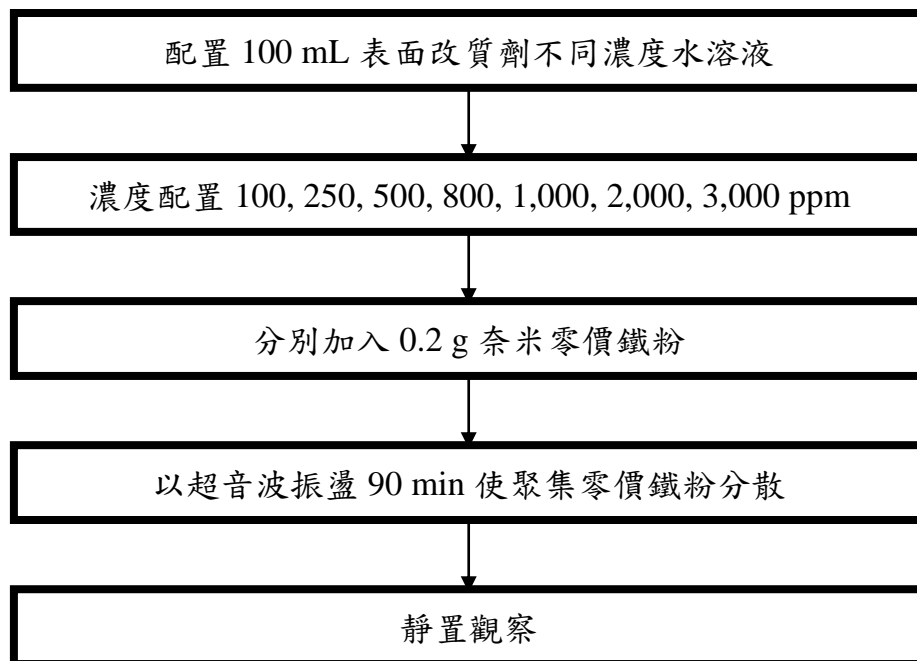 配置 100 mL 表面改質劑不同濃度水溶液
濃度配置 100, 250, 500, 800, 1,000, 2,000, 3,000 ppm
分別加入 0.2 g 奈米零價鐵粉
以超音波振盪 90 min 使聚集零價鐵粉分散
靜置觀察